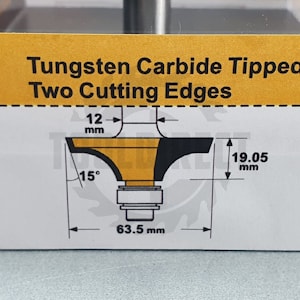 Tungsten Carbide Tipped
Two Cutting Edges
12
mm
19.05
mm
15°
63.5 mm